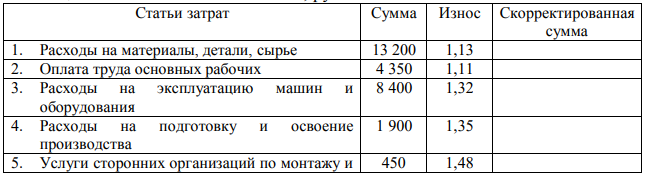 Статьи затрат Сумма Износ Скорректированная
сумма
1. Расходы на материалы, детали, сырье 13 200 1,13
2. Оплата труда основных рабочих 4 350 1,11
3. Расходы на эксплуатацию машин и 8 400 1,32
оборудования
4. Расходы на подготовку и освоение 1 900 1,35
производства
5. Услуги сторонних организаций по монтажу и 450 1,48